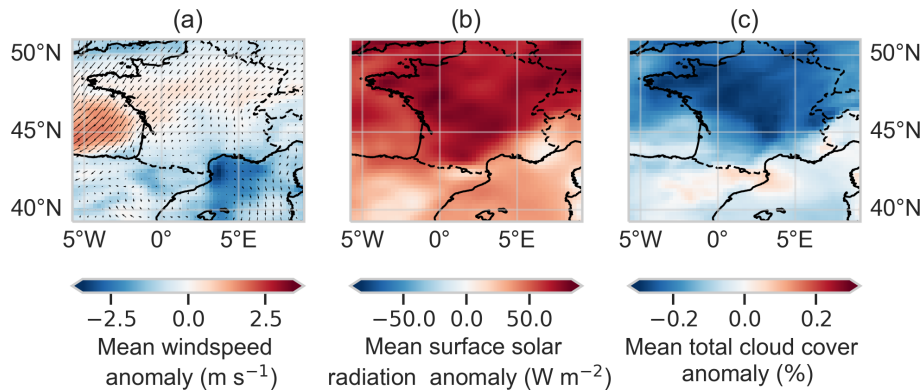 (a) (b) (c)
50°N 50°N
45°N 45°N
40°N 40°N
5°W 0° 5°E 5°W 0° 5°E 5°W 0° 5°E
−2.5 0.0 2.5 −50.0 0.0 50.0 −0.2 0.0 0.2
Mean windspeed Mean surface solar Mean total cloud cover
anomaly (m s⁻¹) radiation anomaly (W m⁻²) anomaly (%)